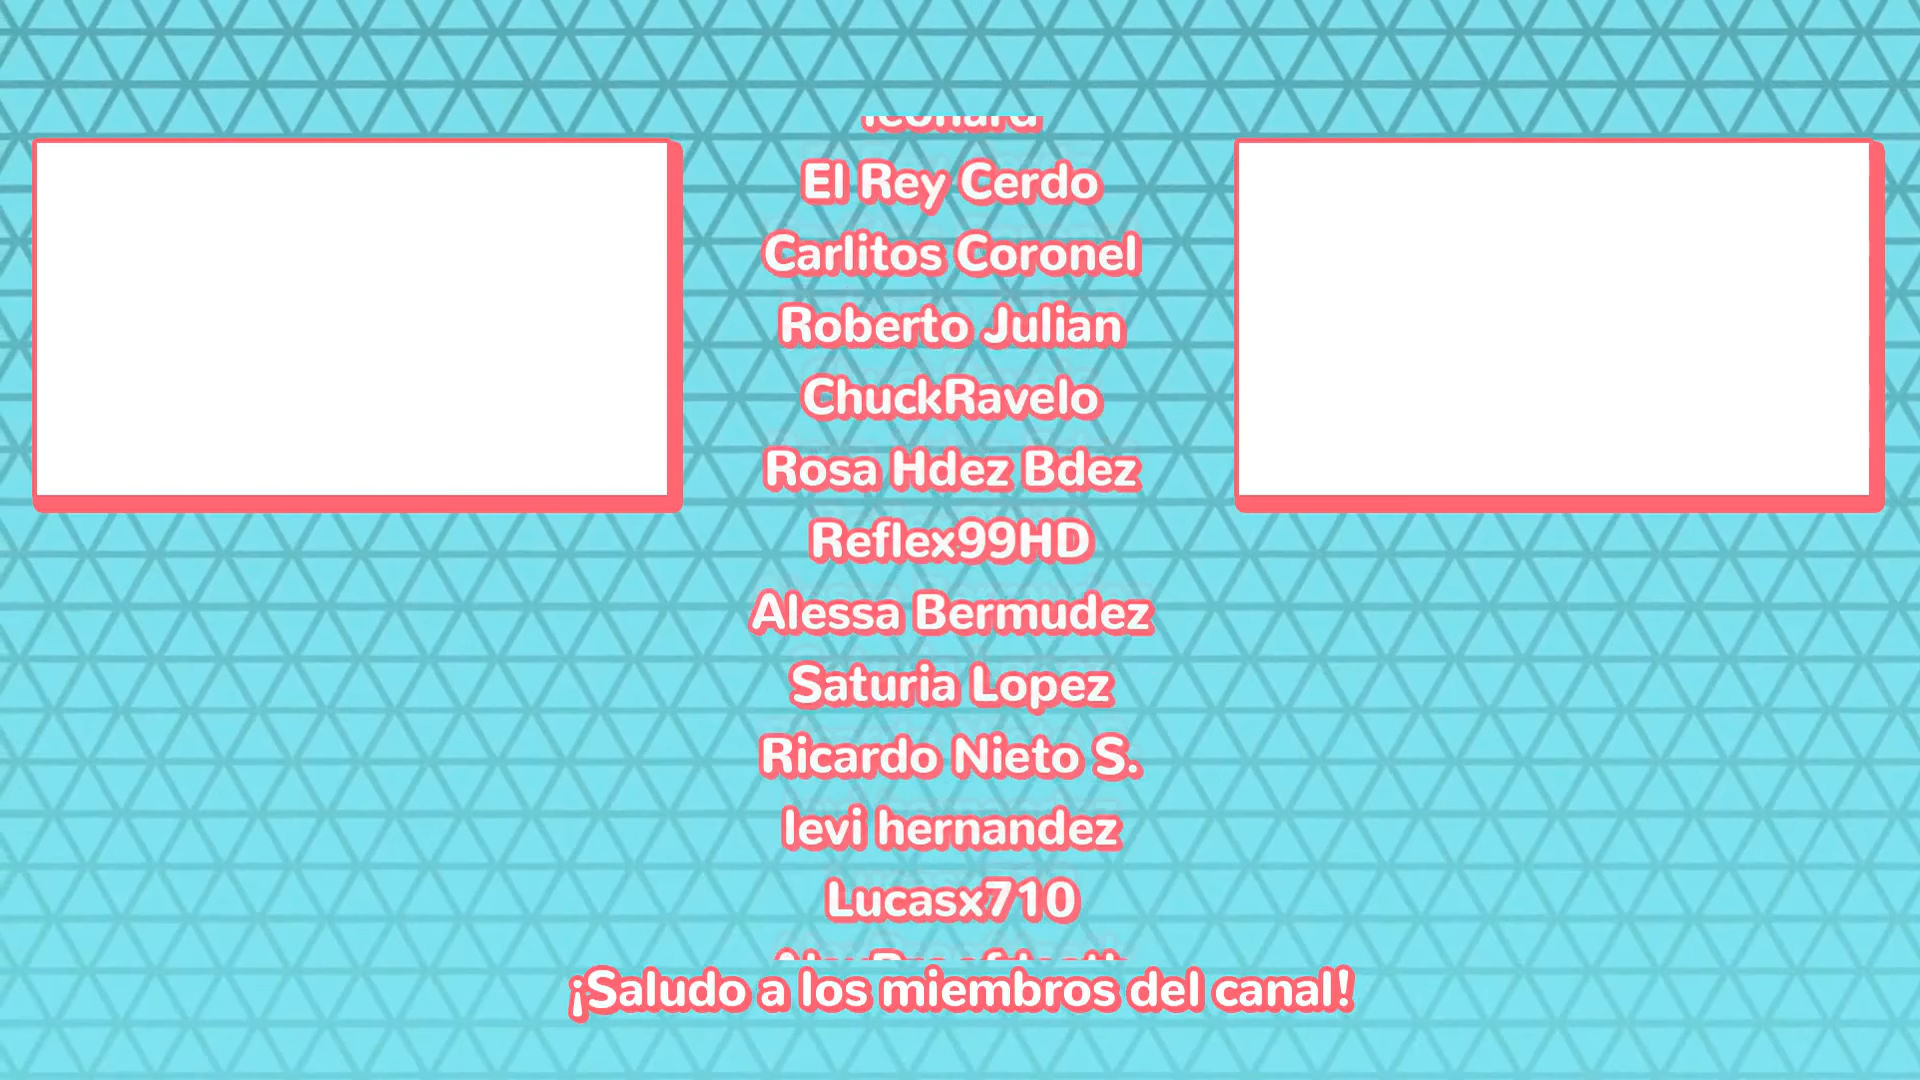 leonard
El Rey Cerdo
Carlitos Coronel
Roberto Julian
ChuckRavelo
Rosa Hdez Bdez
Reflex99HD
Alessa Bermudez
Saturia Lopez
Ricardo Nieto S.
levi hernandez
Lucasx710
¡Saludo a los miembros del canal!